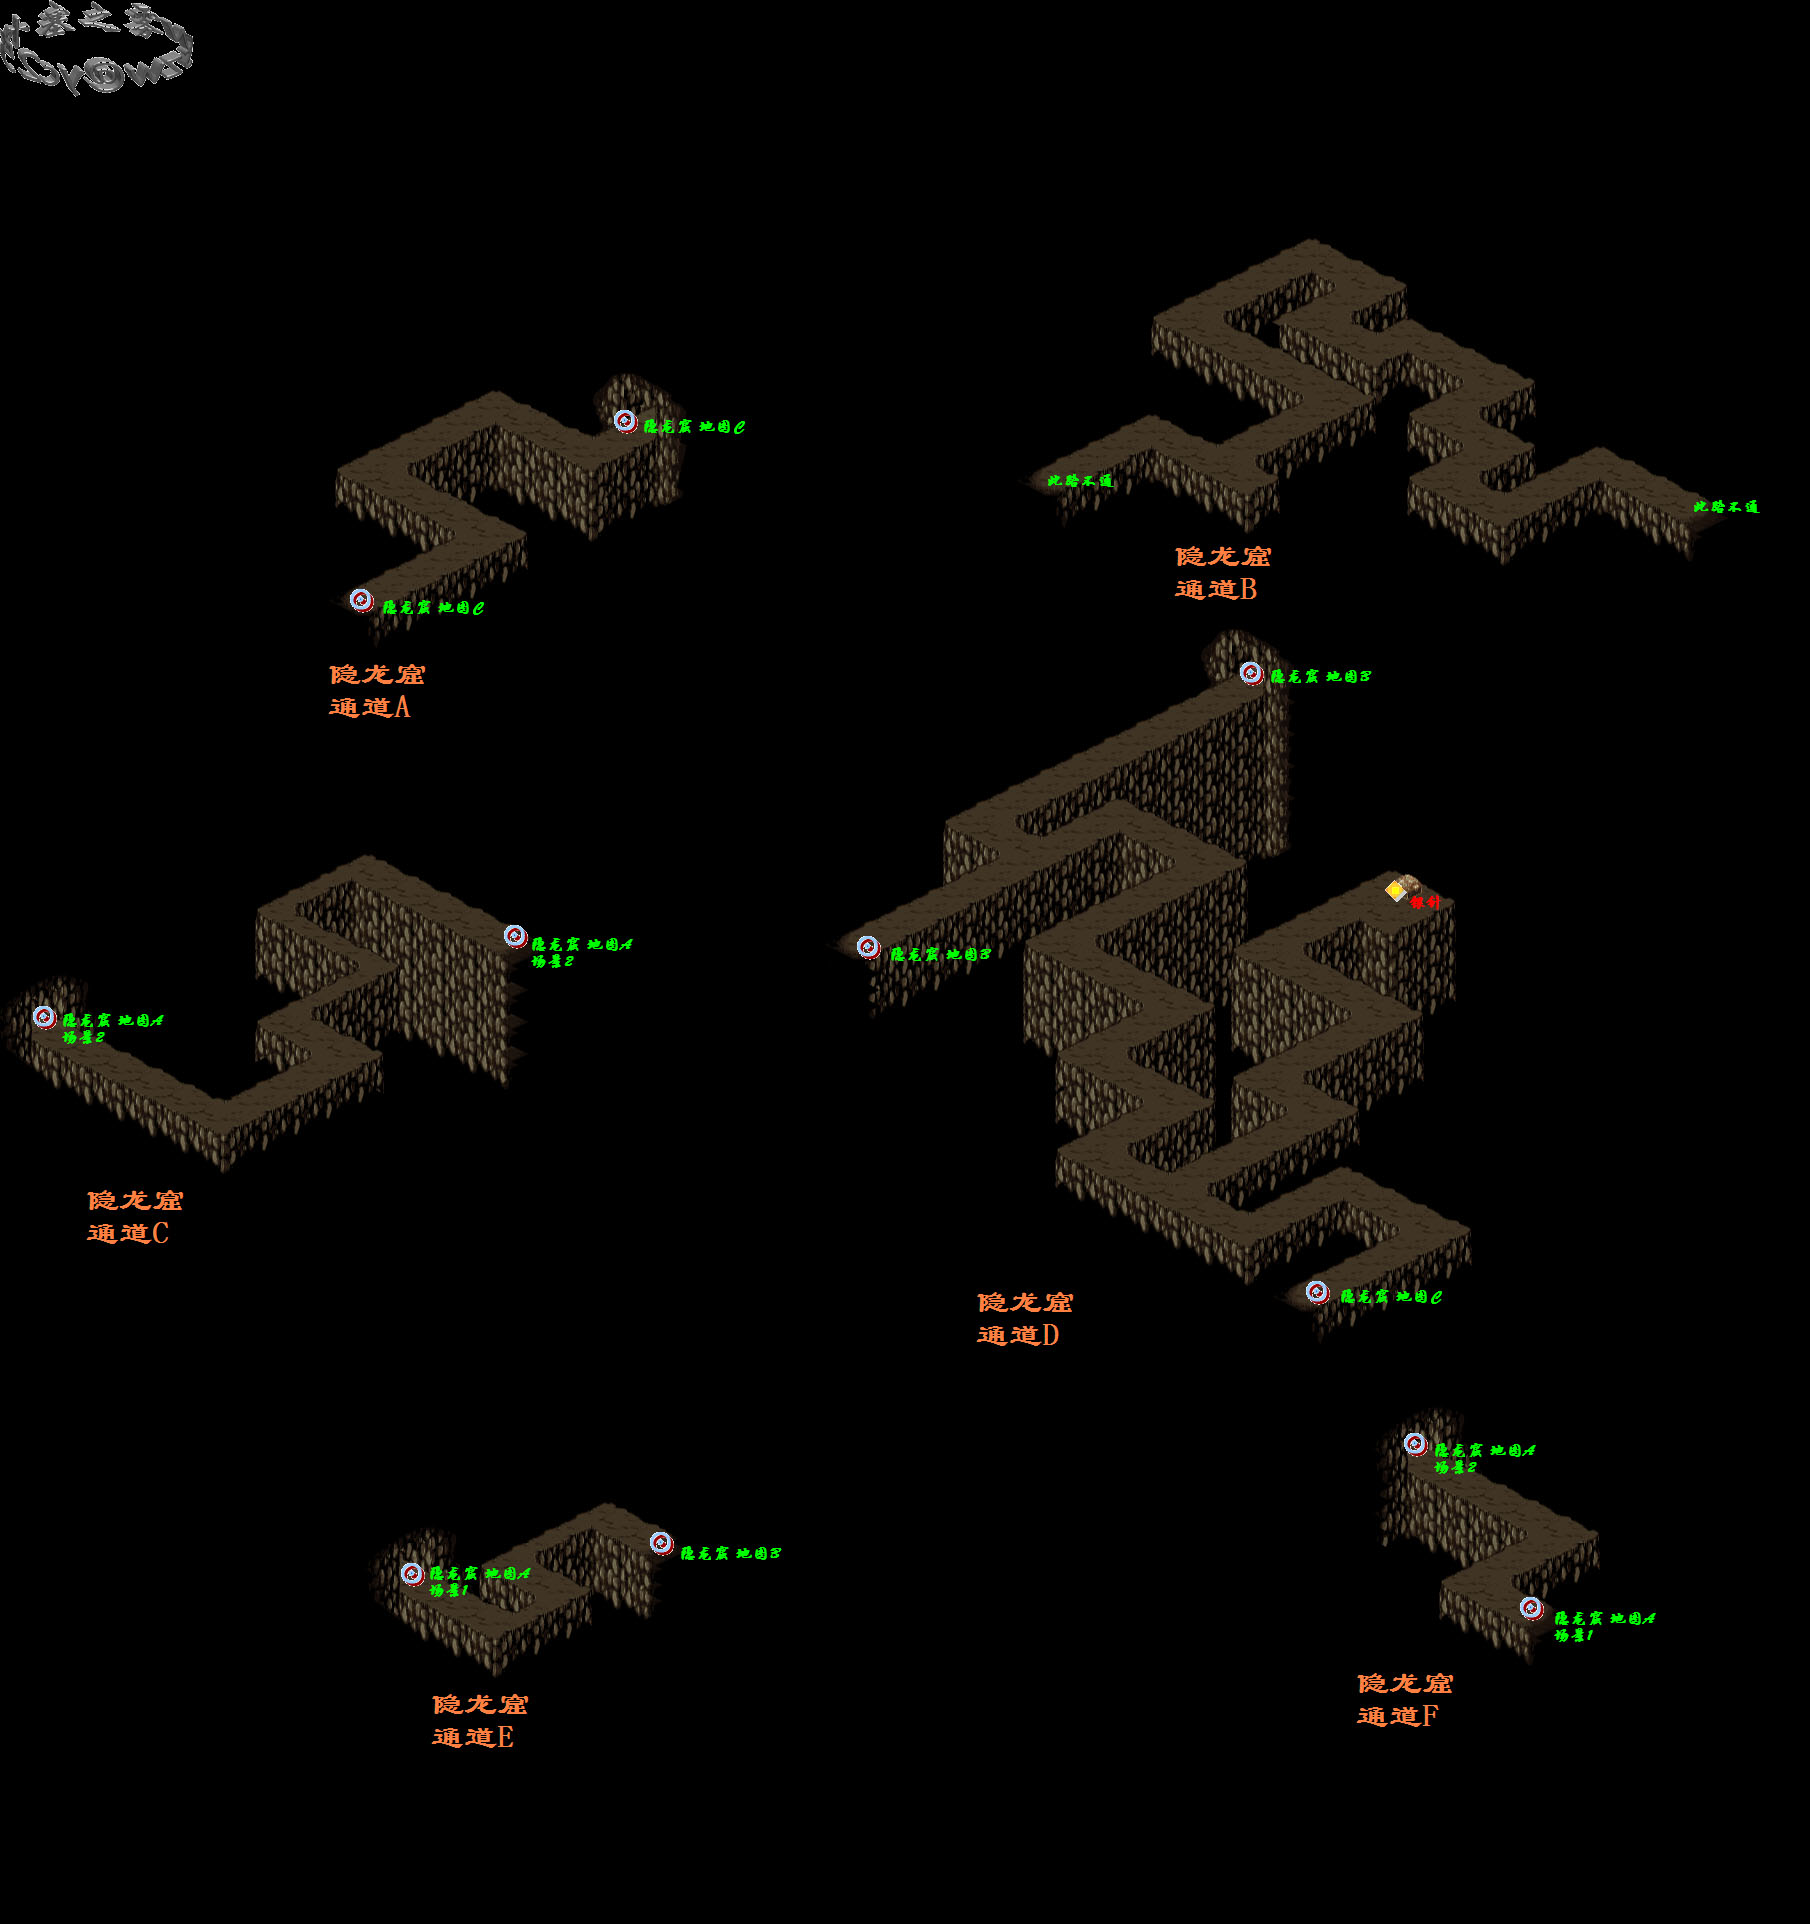 隐龙窟 地图C
隐龙窟 地图C
隐龙窟
通道A
此路不通
此路不通
隐龙窟
通道B
隐龙窟 地图A
场景2
隐龙窟 地图A
场景2
隐龙窟
通道C
隐龙窟 地图B
银针
隐龙窟 地图B
隐龙窟 地图C
隐龙窟
通道D
隐龙窟 地图A
场景1
隐龙窟 地图B
隐龙窟
通道E
隐龙窟 地图A
场景2
隐龙窟 地图A
场景1
隐龙窟
通道F